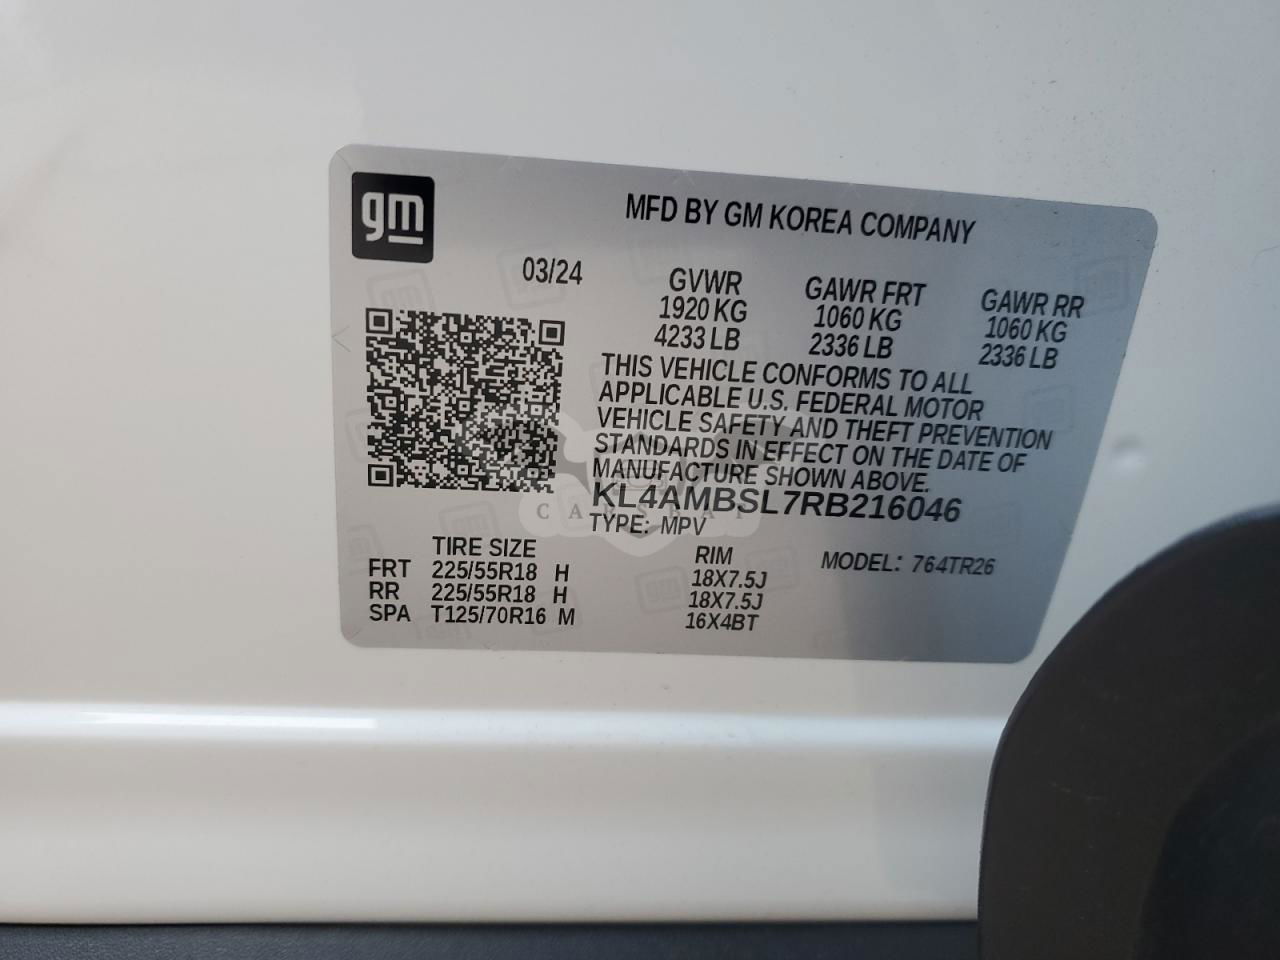 gm
MFD BY GM KOREA COMPANY
03/24
GVWR GAWR FRT GAWR RR
1920 KG 1060 KG 1060 KG
4233 LB 2336 LB 2336 LB
THIS VEHICLE CONFORMS TO ALL
APPLICABLE U.S. FEDERAL MOTOR
VEHICLE SAFETY AND THEFT PREVENTION
STANDARDS IN EFFECT ON THE DATE OF
MANUFACTURE SHOWN ABOVE.
KL4AMBSL7RB216046
TYPE: MPV
TIRE SIZE RIM MODEL: 764TR26
FRT 225/55R18 H 18X7.5J
RR 225/55R18 H 18X7.5J
SPA T125/70R16 M 16X4BT